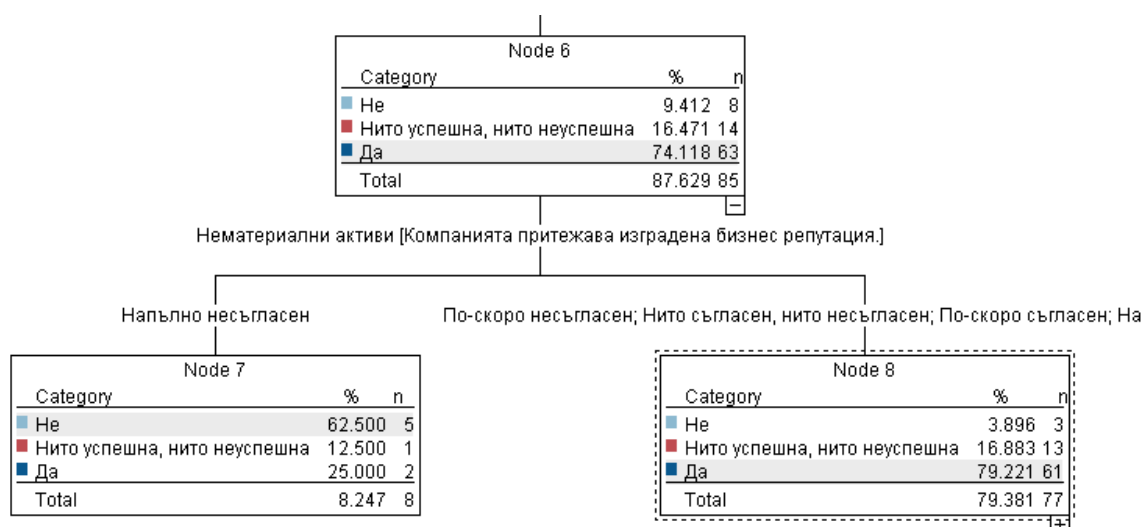 Node 6
Category % n
Не 9.412 8
Нито успешна, нито неуспешна 16.471 14
Да 74.118 63
Total 87.629 85
Нематериални активи [Компанията притежава изградена бизнес репутация.]
Напълно несъгласен
По-скоро несъгласен; Нито съгласен, нито несъгласен; По-скоро съгласен; На
Node 7
Category % n
Не 62.500 5
Нито успешна, нито неуспешна 12.500 1
Да 25.000 2
Total 8.247 8
Node 8
Category % n
Не 3.896 3
Нито успешна, нито неуспешна 16.883 13
Да 79.221 61
Total 79.381 77